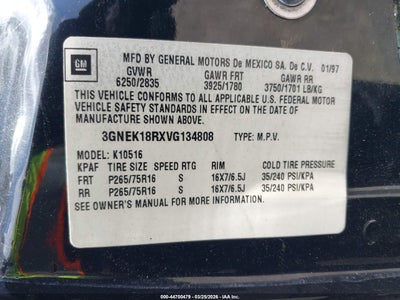 MFD BY GENERAL MOTORS De MEXICO SA. De C.V. 01/97
GM
GVWR GAWR FRT GAWR RR
6250/2835 3925/1780 3750/1701 LB/KG
THIS VEHICLE CONFORMS TO ALL APPLICABLE U.S. FEDERAL MOTOR
VEHICLE SAFETY STANDARDS IN EFFECT ON THE DATE OF
MANUFACTURE SHOWN ABOVE.
3GNEK18RXVG134808 TYPE: M.P.V.
MODEL: K10516
KPAF TIRE SIZE SPEED RTG RIM COLD TIRE PRESSURE
FRT P265/75R16 S 16X7/6.5J 35/240 PSI/KPA
RR P265/75R16 S 16X7/6.5J 35/240 PSI/KPA
SEE OWNER'S MANUAL FOR MORE INFORMATION.
000-44700479 - 03/25/2026 - IAA